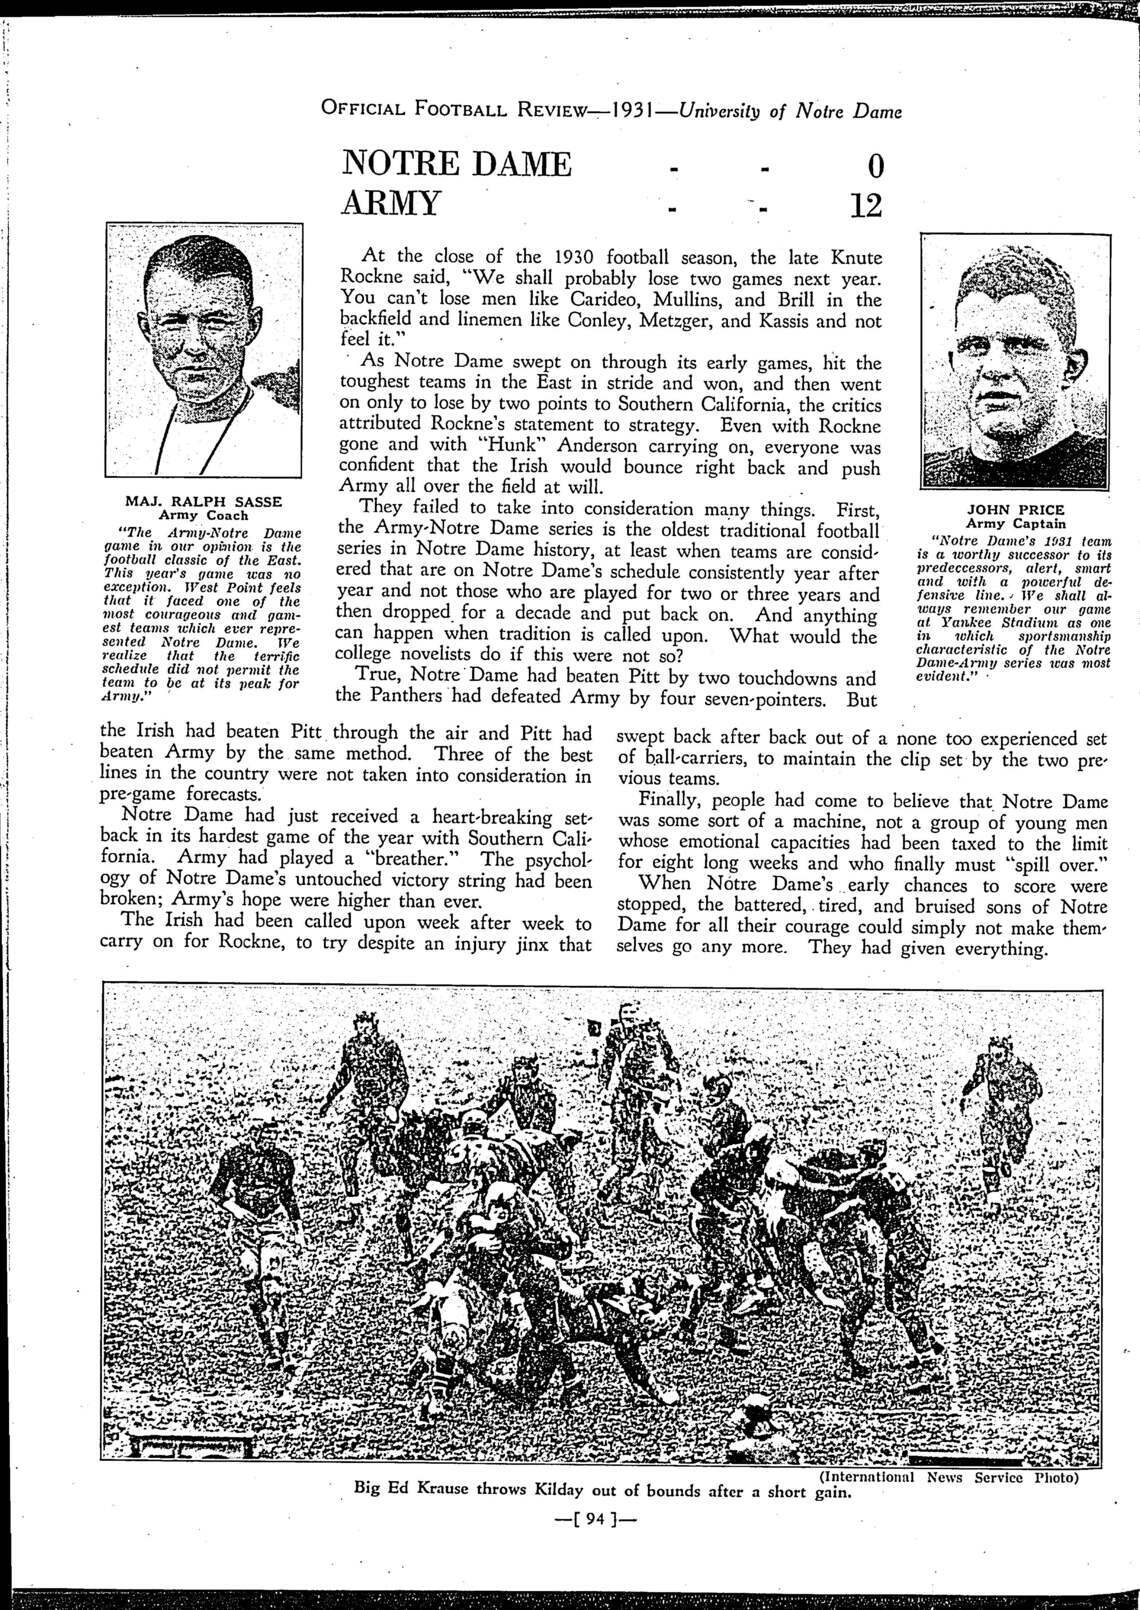 OFFICIAL FOOTBALL REVIEW—1931—University of Notre Dame
NOTRE DAME - - 0
ARMY - - 12
MAJ. RALPH SASSE
Army Coach
"The Army-Notre Dame
game in our opinion is the
football classic of the East.
This year's game was no
exception. West Point feels
that it faced one of the
most courageous and gam-
est teams which ever repre-
sented Notre Dame. We
realize that the terrific
schedule did not permit the
team to be at its peak for
Army."
At the close of the 1930 football season, the late Knute
Rockne said, "We shall probably lose two games next year.
You can't lose men like Carideo, Mullins, and Brill in the
backfield and linemen like Conley, Metzger, and Kassis and not
feel it."
As Notre Dame swept on through its early games, hit the
toughest teams in the East in stride and won, and then went
on only to lose by two points to Southern California, the critics
attributed Rockne's statement to strategy. Even with Rockne
gone and with "Hunk" Anderson carrying on, everyone was
confident that the Irish would bounce right back and push
Army all over the field at will.
They failed to take into consideration many things. First,
the Army-Notre Dame series is the oldest traditional football
series in Notre Dame history, at least when teams are consid-
ered that are on Notre Dame's schedule consistently year after
year and not those who are played for two or three years and
then dropped for a decade and put back on. And anything
can happen when tradition is called upon. What would the
college novelists do if this were not so?
True, Notre Dame had beaten Pitt by two touchdowns and
the Panthers had defeated Army by four seven-pointers. But
JOHN PRICE
Army Captain
"Notre Dame's 1931 team
is a worthy successor to its
predeccessors, alert, smart
and with a powerful de-
fensive line. We shall al-
ways remember our game
at Yankee Stadium as one
in which sportsmanship
characteristic of the Notre
Dame-Army series was most
evident."
the Irish had beaten Pitt through the air and Pitt had
beaten Army by the same method. Three of the best
lines in the country were not taken into consideration in
pre-game forecasts.
Notre Dame had just received a heart-breaking set-
back in its hardest game of the year with Southern Cali-
fornia. Army had played a "breather." The psychol-
ogy of Notre Dame's untouched victory string had been
broken; Army's hope were higher than ever.
The Irish had been called upon week after week to
carry on for Rockne, to try despite an injury jinx that
swept back after back out of a none too experienced set
of ball-carriers, to maintain the clip set by the two pre-
vious teams.
Finally, people had come to believe that Notre Dame
was some sort of a machine, not a group of young men
whose emotional capacities had been taxed to the limit
for eight long weeks and who finally must "spill over."
When Notre Dame's early chances to score were
stopped, the battered, tired, and bruised sons of Notre
Dame for all their courage could simply not make them-
selves go any more. They had given everything.
(International News Service Photo)
Big Ed Krause throws Kilday out of bounds after a short gain.
—[ 94 ]—